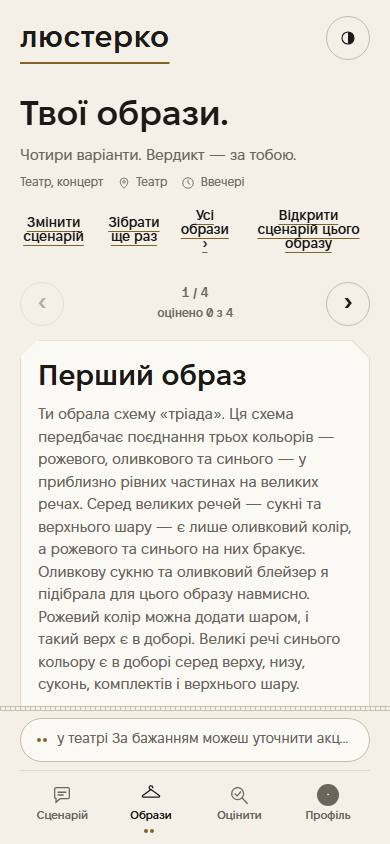 люстерко
Твої образи.
Чотири варіанти. Вердикт — за тобою.
Театр, концерт Театр Ввечері
Змінити сценарій
Зібрати ще раз
Усі образи ›
Відкрити сценарій цього образу
‹ 1 / 4 ›
оцінено 0 з 4
Перший образ
Ти обрала схему «тріада». Ця схема
передбачає поєднання трьох кольорів —
рожевого, оливкового та синього — у
приблизно рівних частинах на великих
речах. Серед великих речей — сукні та
верхнього шару — є лише оливковий колір,
а рожевого та синього на них бракує.
Оливкову сукню та оливковий блейзер я
підібрала для цього образу навмисно.
Рожевий колір можна додати шаром, і
такий верх є в доборі. Великі речі синього
кольору є в доборі серед верху, низу,
суконь, комплектів і верхнього шару.
у театрі За бажанням можеш уточнити акц...
Сценарій Образи Оцінити Профіль